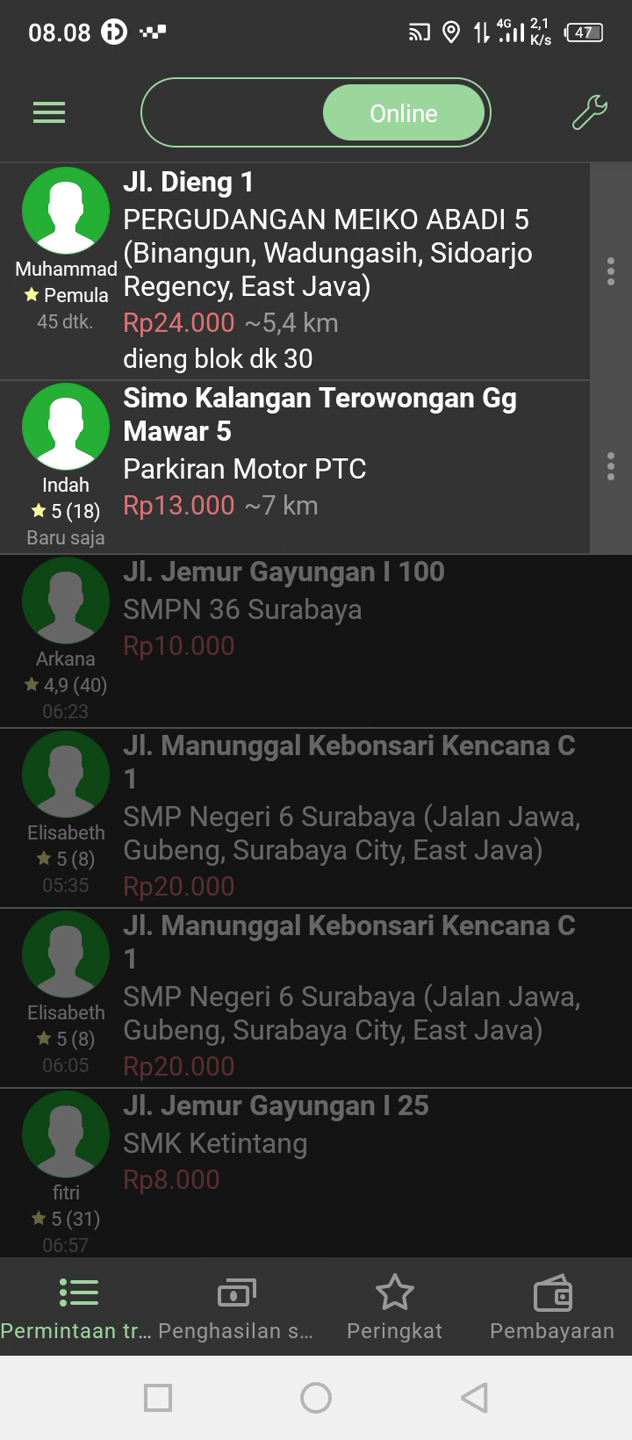 08.08
4G
2,1
K/s
47
Online
Jl. Dieng 1
PERGUDANGAN MEIKO ABADI 5
(Binangun, Wadungasih, Sidoarjo
Regency, East Java)
Rp24.000 ~5,4 km
dieng blok dk 30
Muhammad
Pemula
45 dtk.
Simo Kalangan Terowongan Gg
Mawar 5
Parkiran Motor PTC
Rp13.000 ~7 km
Indah
5 (18)
Baru saja
Jl. Jemur Gayungan I 100
SMPN 36 Surabaya
Rp10.000
Arkana
4,9 (40)
06:23
Jl. Manunggal Kebonsari Kencana C
1
SMP Negeri 6 Surabaya (Jalan Jawa,
Gubeng, Surabaya City, East Java)
Rp20.000
Elisabeth
5 (8)
05:35
Jl. Manunggal Kebonsari Kencana C
1
SMP Negeri 6 Surabaya (Jalan Jawa,
Gubeng, Surabaya City, East Java)
Rp20.000
Elisabeth
5 (8)
06:05
Jl. Jemur Gayungan I 25
SMK Ketintang
Rp8.000
fitri
5 (31)
06:57
Permintaan tr... Penghasilan s... Peringkat Pembayaran